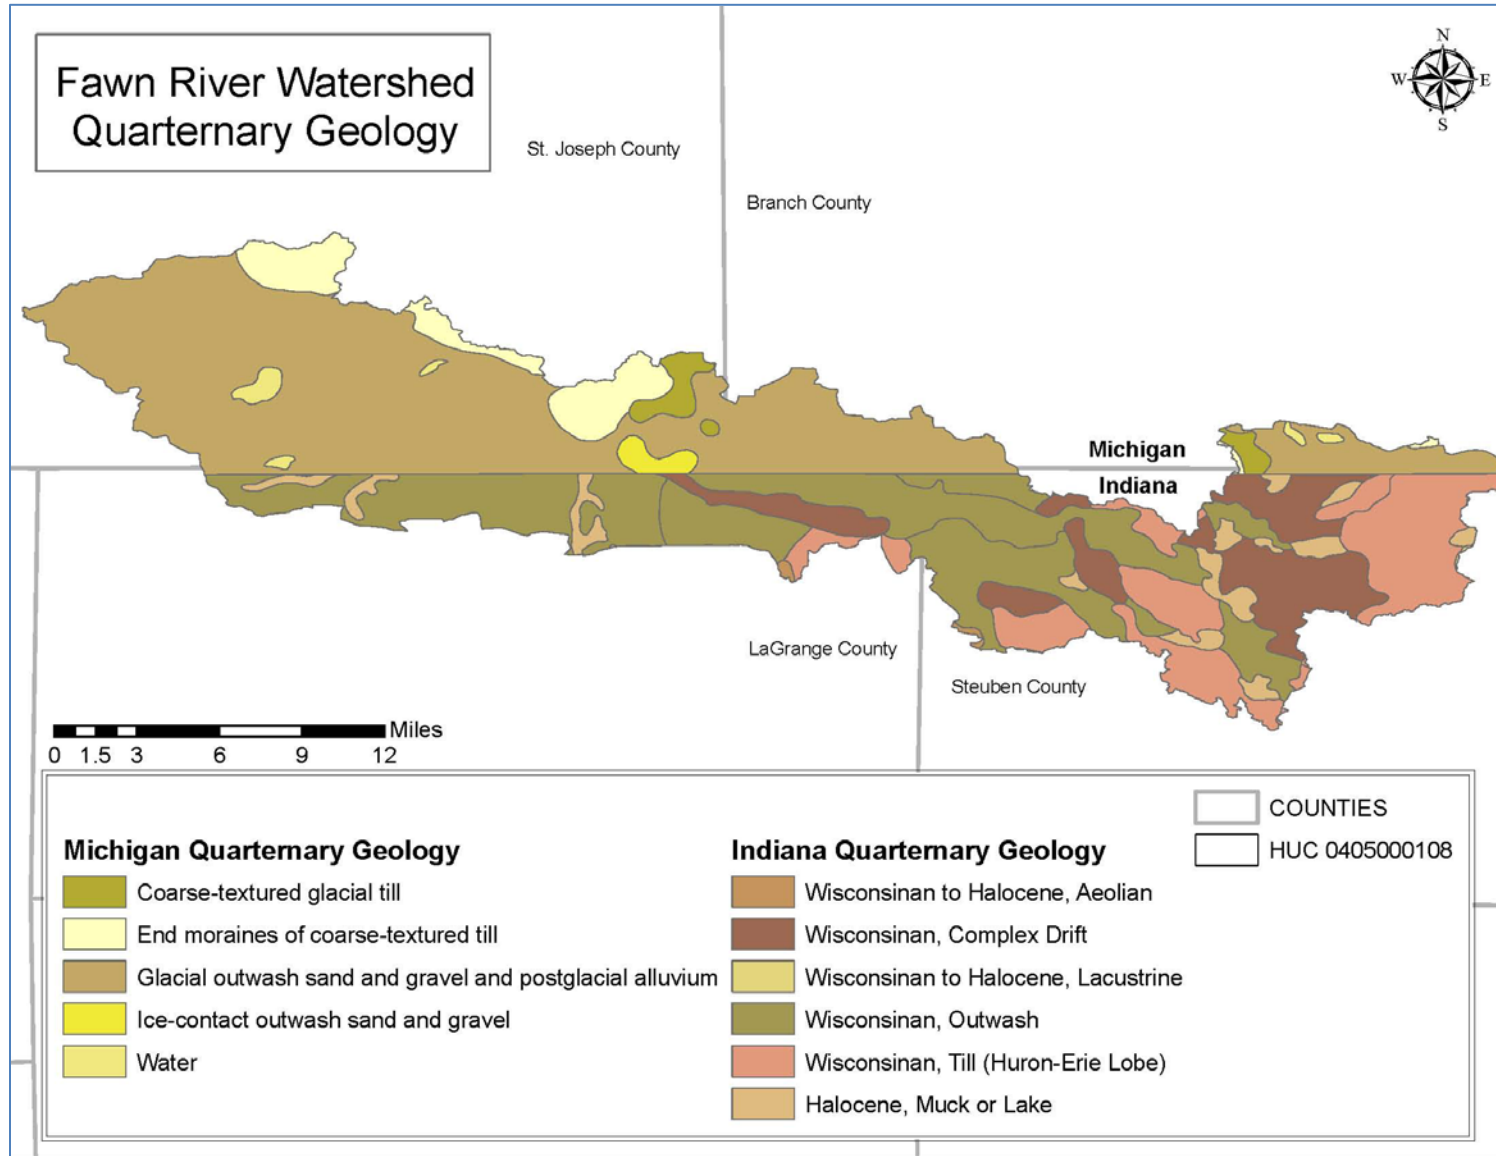 Fawn River Watershed
Quarternary Geology
N
W
E
S
St. Joseph County
Branch County
Michigan
Indiana
LaGrange County
Steuben County
Miles
0 1.5 3 6 9 12
COUNTIES
HUC 0405000108
Michigan Quarternary Geology
Coarse-textured glacial till
End moraines of coarse-textured till
Glacial outwash sand and gravel and postglacial alluvium
Ice-contact outwash sand and gravel
Water
Indiana Quarternary Geology
Wisconsinan to Halocene, Aeolian
Wisconsinan, Complex Drift
Wisconsinan to Halocene, Lacustrine
Wisconsinan, Outwash
Wisconsinan, Till (Huron-Erie Lobe)
Halocene, Muck or Lake